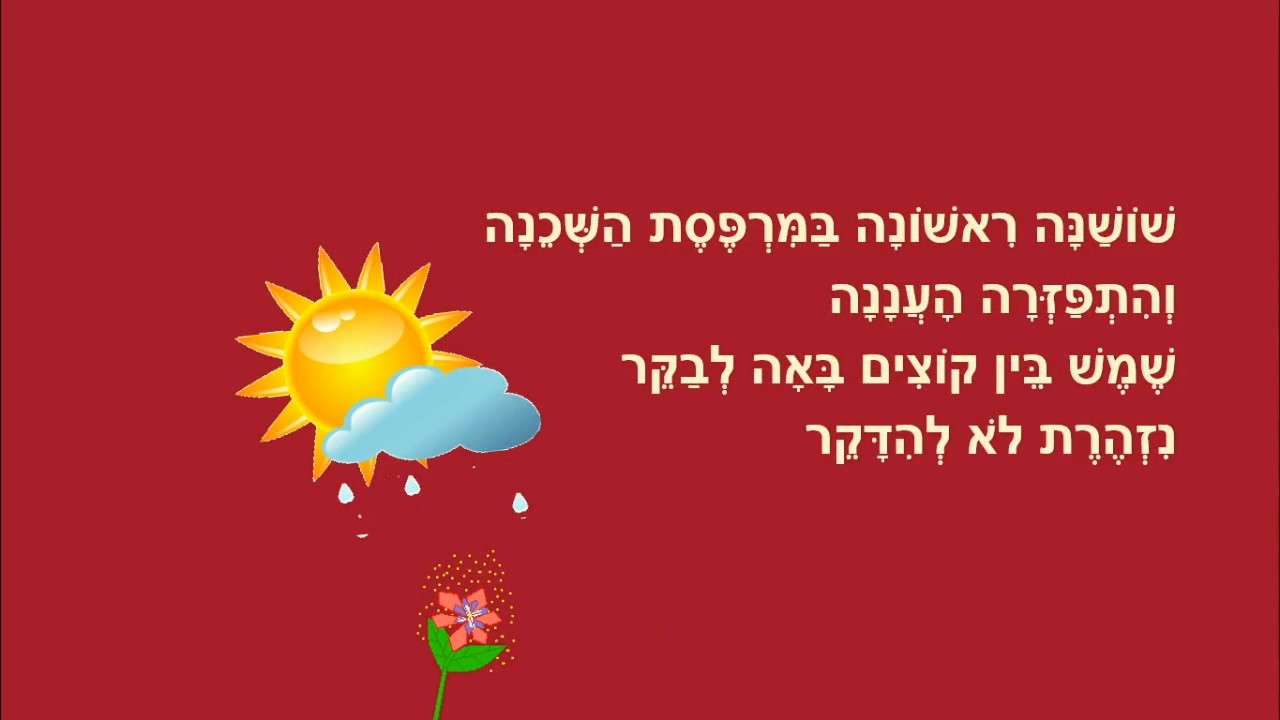 שׁוֹשַׁנָּה רִאשׁוֹנָה בַּמִּרְפֶּסֶת הַשְּׁכֵנָה
וְהִתְפַּזְּרָה הָעֲנָנָה
שֶׁמֶשׁ בֵּין קוֹצִים בָּאָה לְבַקֵּר
נִזְהֶרֶת לֹא לְהִדָּקֵר